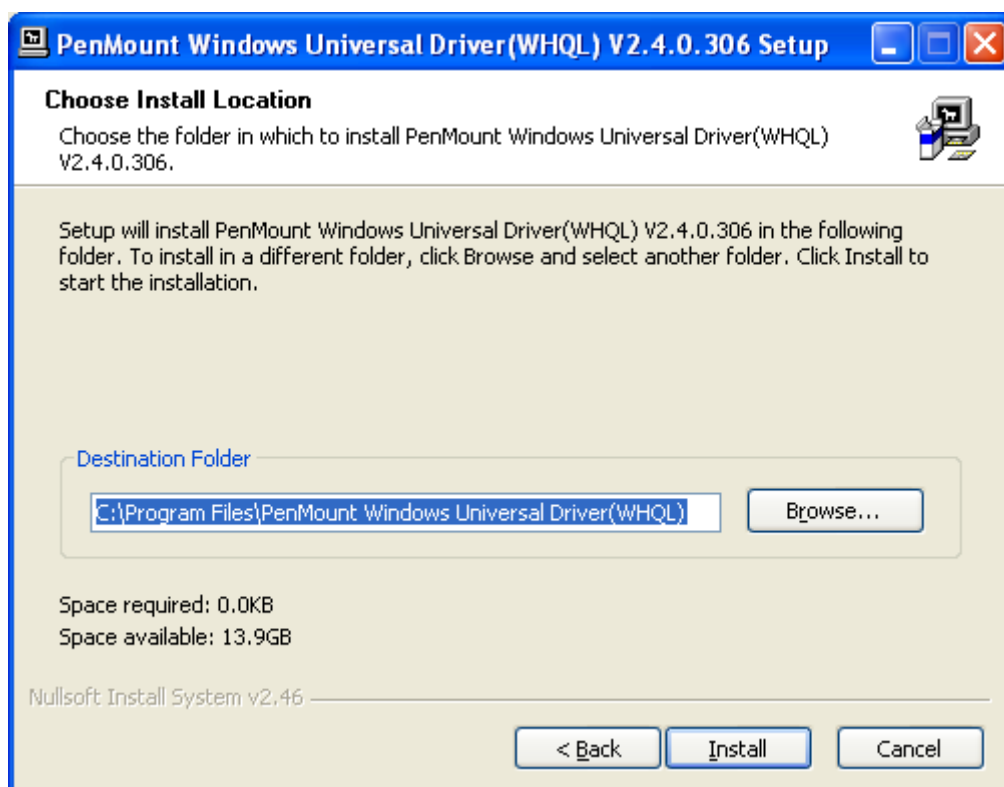 PenMount Windows Universal Driver(WHQL) V2.4.0.306 Setup
Choose Install Location
Choose the folder in which to install PenMount Windows Universal Driver(WHQL)
V2.4.0.306.
Setup will install PenMount Windows Universal Driver(WHQL) V2.4.0.306 in the following
folder. To install in a different folder, click Browse and select another folder. Click Install to
start the installation.
Destination Folder
C:\Program Files\PenMount Windows Universal Driver(WHQL)
Browse...
Space required: 0.0KB
Space available: 13.9GB
Nullsoft Install System v2.46
< Back
Install
Cancel